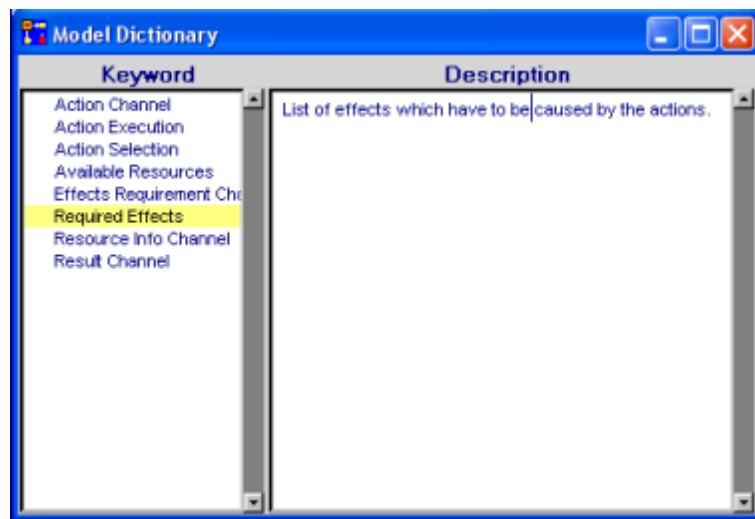 Model Dictionary
Keyword
Description
Action Channel
Action Execution
Action Selection
Available Resources
Effects Requirement Cha
Required Effects
Resource Info Channel
Result Channel
List of effects which have to be caused by the actions.